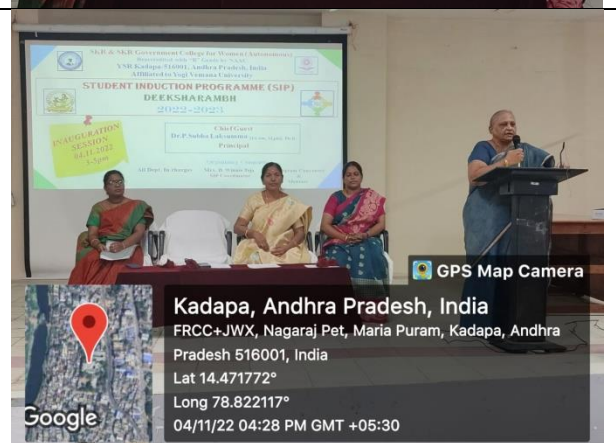 SKR & SKR Government College for Women (Autonomous)
YSR Kadapa, 516001, Andhra Pradesh, India
Affiliated to Yogi Vemana University
STUDENT INDUCTION PROGRAMME (SIP)
DEEKSHARAMBH
2022-2023
INAUGURATION
SESSION
04.11.2022
Chief Guest
Principal
GPS Map Camera
Kadapa, Andhra Pradesh, India
FRCC+JWX, Nagaraj Pet, Maria Puram, Kadapa, Andhra
Pradesh 516001, India
Lat 14.471772°
Long 78.822117°
04/11/22 04:28 PM GMT +05:30
Google